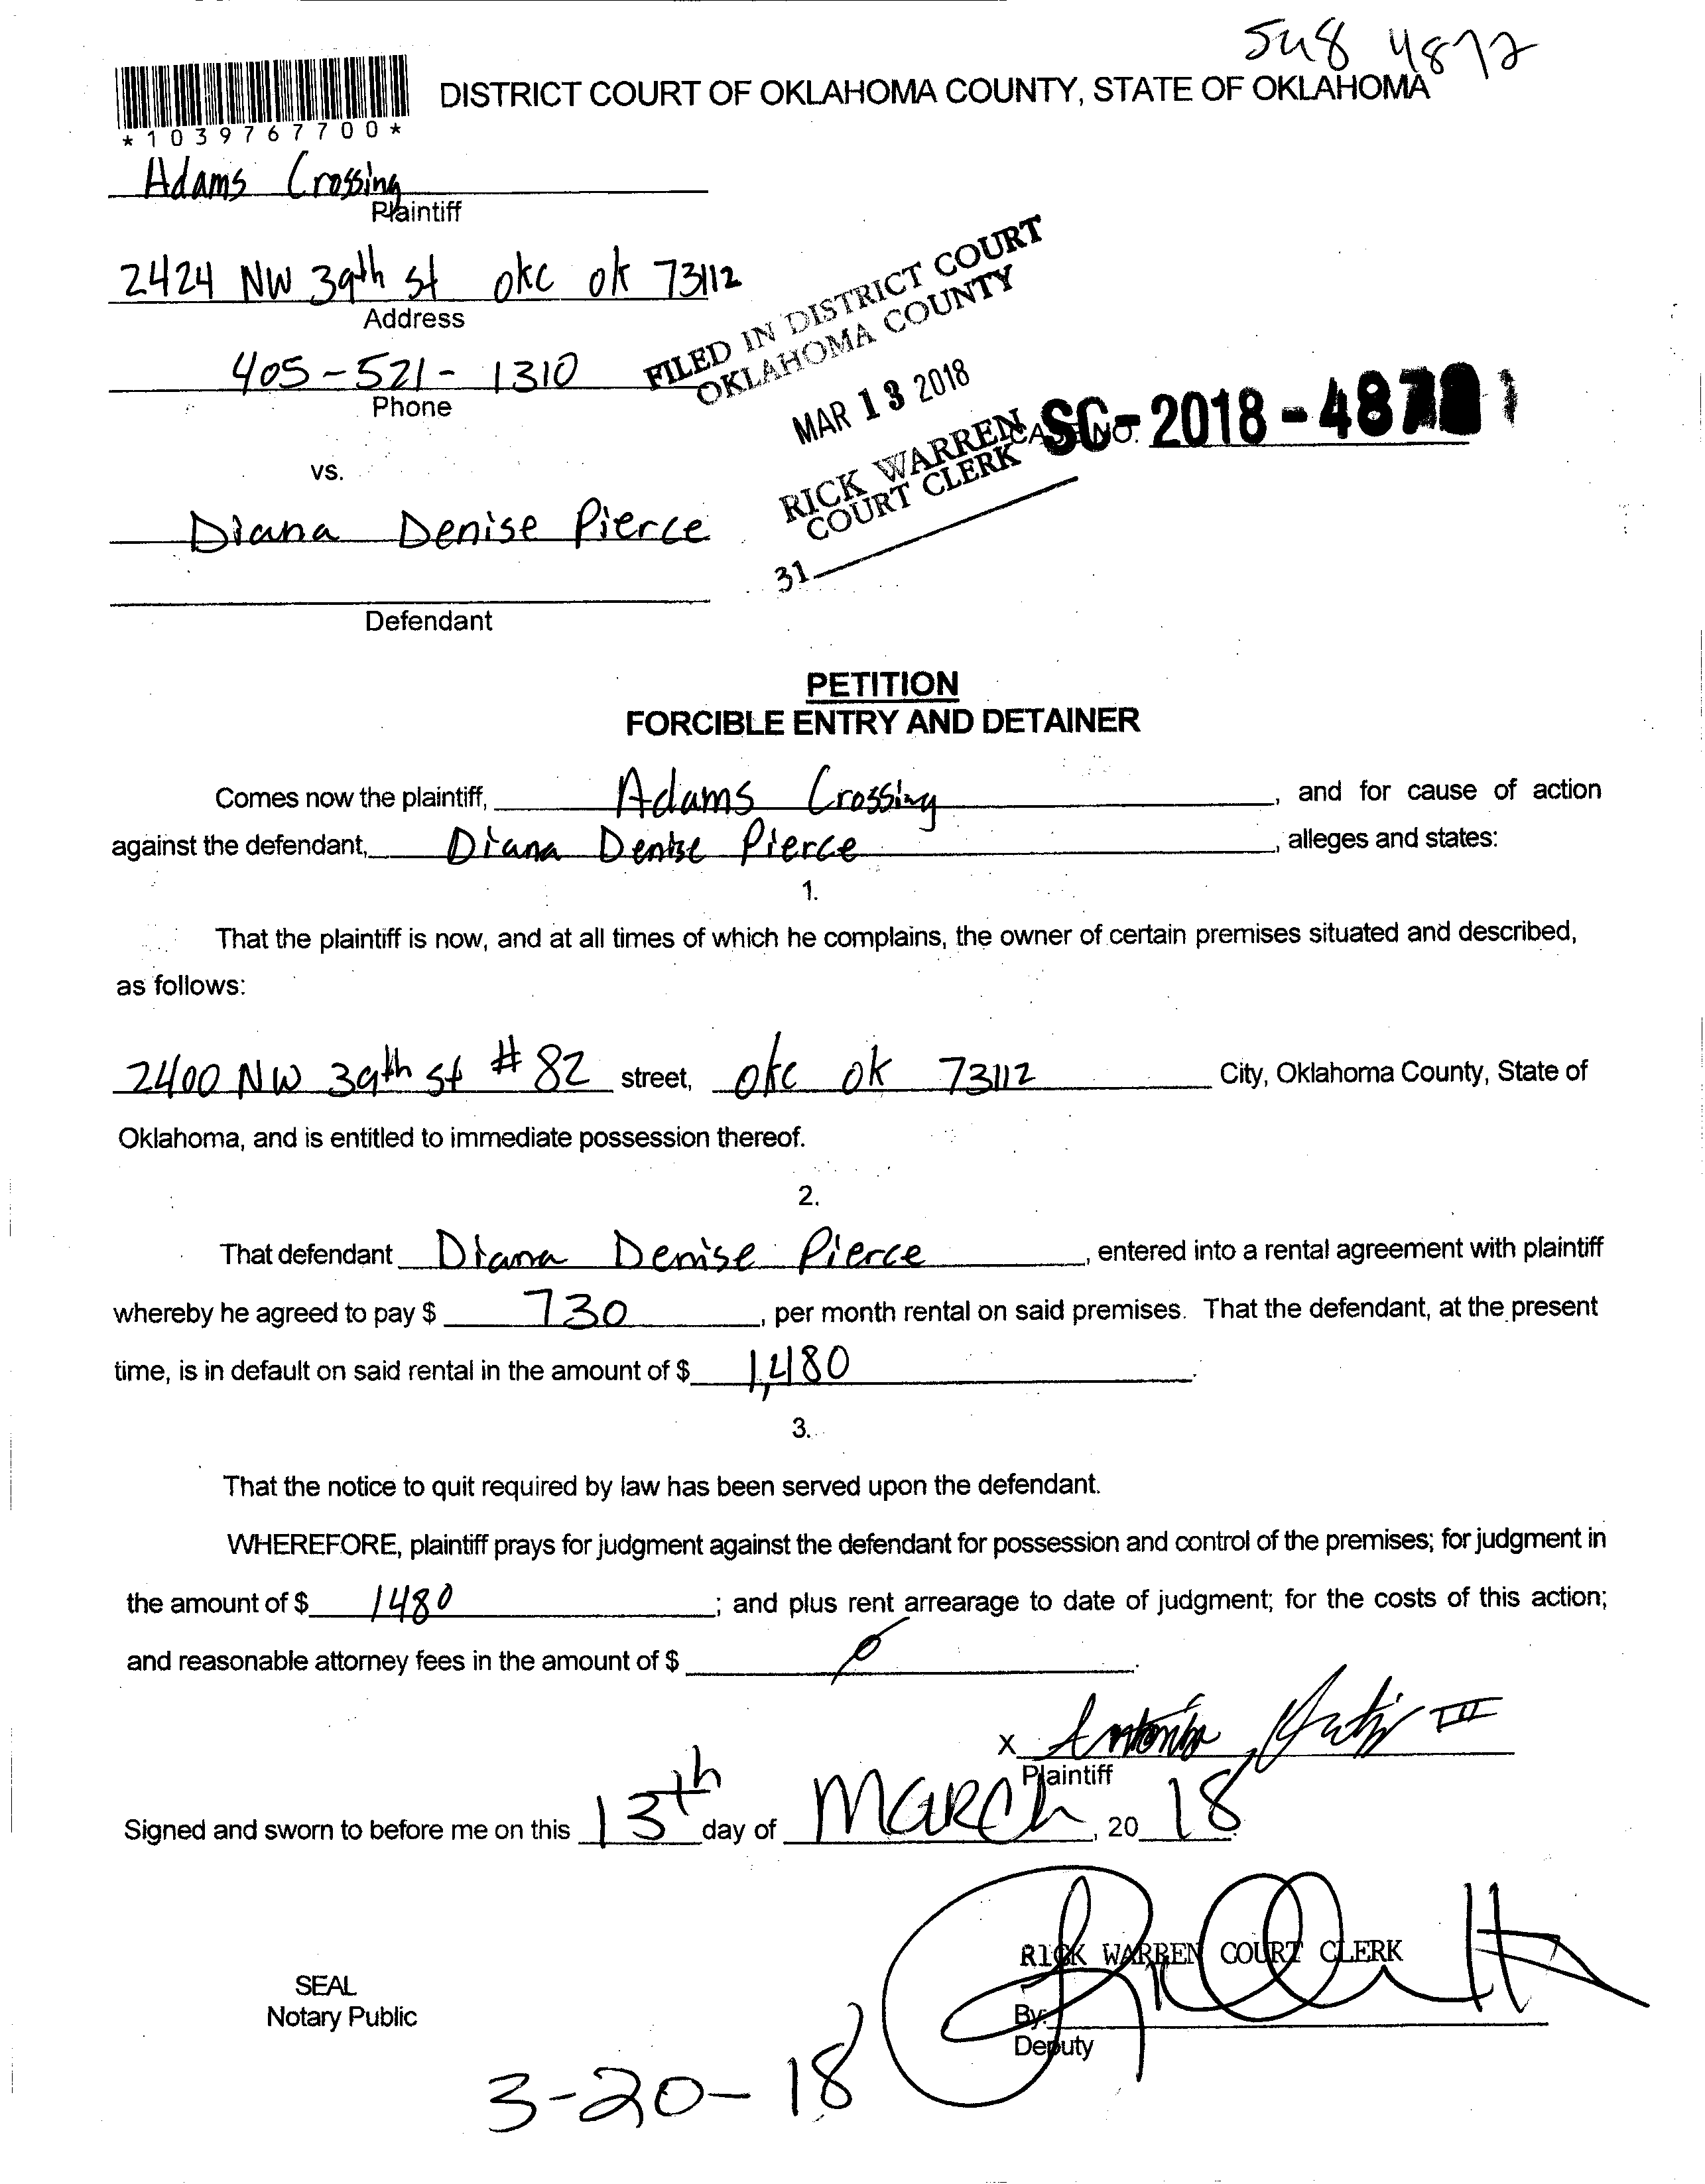 548 4872
DISTRICT COURT OF OKLAHOMA COUNTY, STATE OF OKLAHOMA
*1039767700*
Adams Crossing
Plaintiff
2424 NW 39th st okc ok 73112
Address
405-521-1310
Phone
FILED IN DISTRICT COURT
OKLAHOMA COUNTY
MAR 13 2018
RICK WARREN
COURT CLERK
31
CASE NO. SC-2018-487
vs.
Diana Denise Pierce
Defendant
PETITION
FORCIBLE ENTRY AND DETAINER
Comes now the plaintiff, Adams Crossing, and for cause of action
against the defendant, Diana Denise Pierce, alleges and states:
1.
That the plaintiff is now, and at all times of which he complains, the owner of certain premises situated and described,
as follows:
2400 NW 39th st #82 street, okc ok 73112 City, Oklahoma County, State of
Oklahoma, and is entitled to immediate possession thereof.
2.
That defendant Diana Denise Pierce, entered into a rental agreement with plaintiff
whereby he agreed to pay $ 730, per month rental on said premises. That the defendant, at the present
time, is in default on said rental in the amount of $ 1,480.
3.
That the notice to quit required by law has been served upon the defendant.
WHEREFORE, plaintiff prays for judgment against the defendant for possession and control of the premises; for judgment in
the amount of $ 1480; and plus rent arrearage to date of judgment; for the costs of this action;
and reasonable attorney fees in the amount of $ 0.
X Antonio III
Plaintiff
Signed and sworn to before me on this 13th day of March, 20 18.
RICK WARREN COURT CLERK
SEAL
Notary Public
By:
Deputy
3-20-18